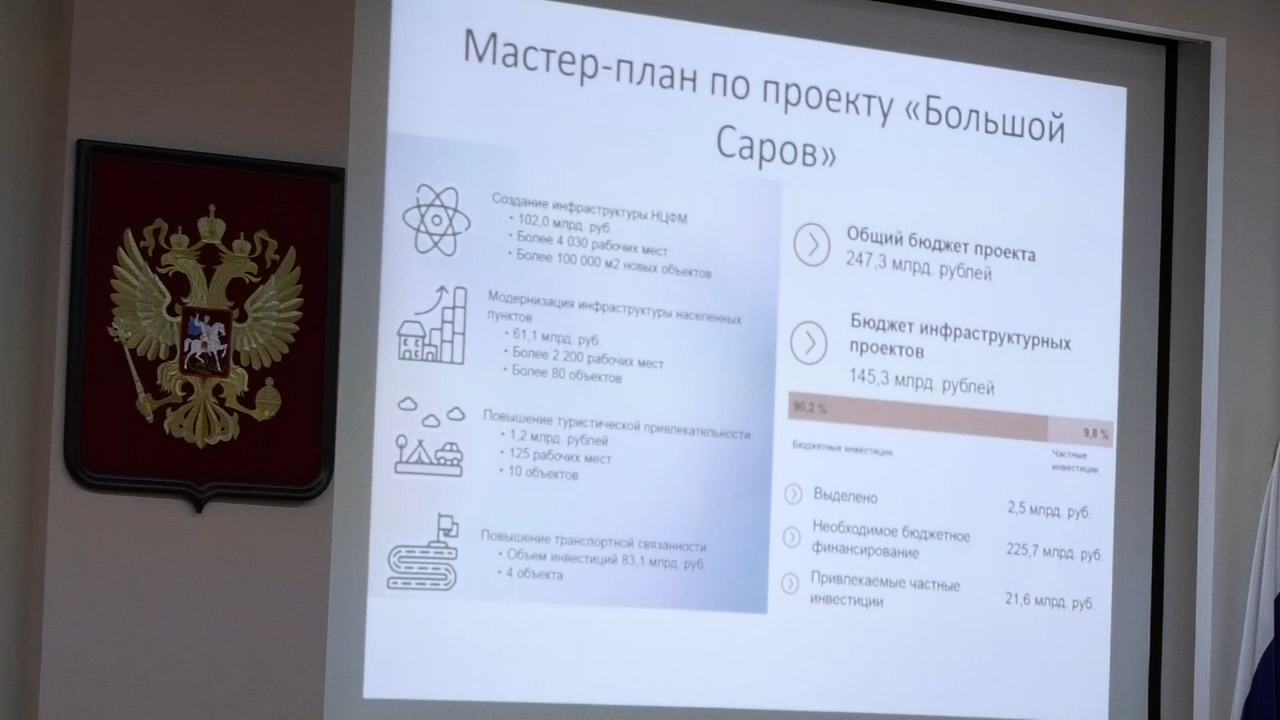 Мастер-план по проекту «Большой
Саров»
Создание инфраструктуры НЦФМ
• 102,0 млрд. руб.
• Более 4 030 рабочих мест
• Более 100 000 м2 новых объектов
Модернизация инфраструктуры населенных
пунктов
• 61,1 млрд. руб.
• Более 2 200 рабочих мест
• Более 80 объектов
Повышение туристической привлекательности
• 1,2 млрд. рублей
• 125 рабочих мест
• 10 объектов
Повышение транспортной связанности
• Объем инвестиций 83,1 млрд. руб.
• 4 объекта
Общий бюджет проекта
247,3 млрд. рублей
Бюджет инфраструктурных
проектов
145,3 млрд. рублей
90,2 %
9,8 %
Бюджетные инвестиции
Частные
инвестиции
Выделено
2,5 млрд. руб.
Необходимое бюджетное
финансирование
225,7 млрд. руб.
Привлекаемые частные
инвестиции
21,6 млрд. руб.